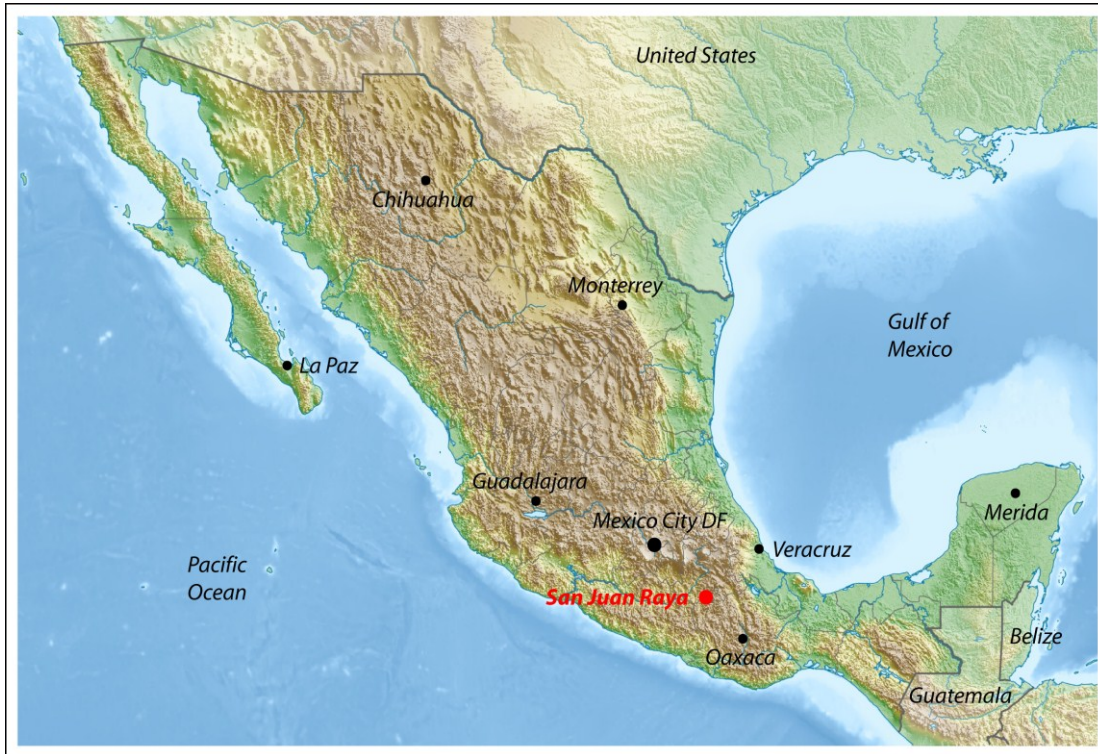 United States
Chihuahua
Monterrey
Gulf of
Mexico
La Paz
Guadalajara
Merida
Mexico City DF
Veracruz
Pacific
Ocean
San Juan Raya
Belize
Oaxaca
Guatemala